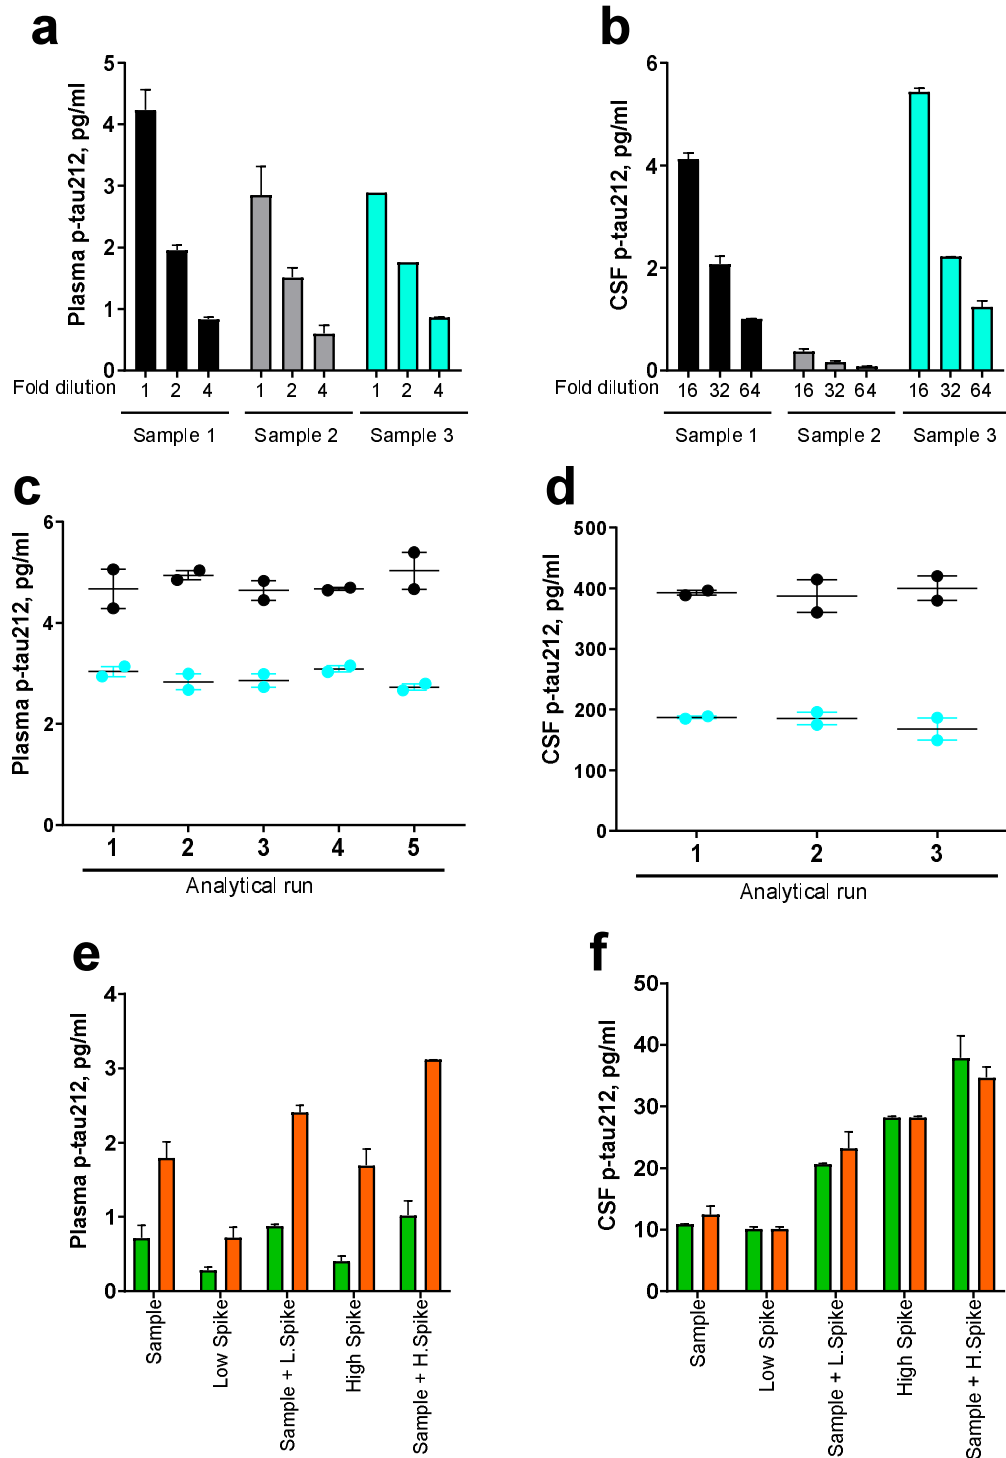 a
Plasma p-tau212, pg/ml
5
4
3
2
1
0
Fold dilution 1 2 4 1 2 4 1 2 4
Sample 1 Sample 2 Sample 3
b
CSF p-tau212, pg/ml
6
4
2
0
16 32 64 16 32 64 16 32 64
Sample 1 Sample 2 Sample 3
c
Plasma p-tau212, pg/ml
6
4
2
0
1 2 3 4 5
Analytical run
d
CSF p-tau212, pg/ml
500
400
300
200
100
0
1 2 3
Analytical run
e
Plasma p-tau212, pg/ml
4
3
2
1
0
Sample
Low Spike
Sample + L.Spike
High Spike
Sample + H.Spike
f
CSF p-tau212, pg/ml
50
40
30
20
10
0
Sample
Low Spike
Sample + L.Spike
High Spike
Sample + H.Spike